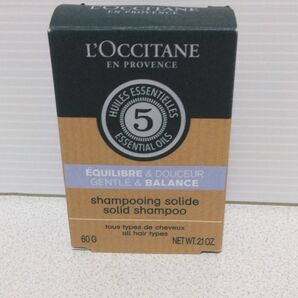 L'OCCITANE
EN PROVENCE
HUILES ESSENTIELLES
5
ESSENTIAL OILS
ÉQUILIBRE & DOUCEUR
GENTLE & BALANCE
shampooing solide
solid shampoo
tous types de cheveux
all hair types
60 G NET WT. 2.1 OZ.